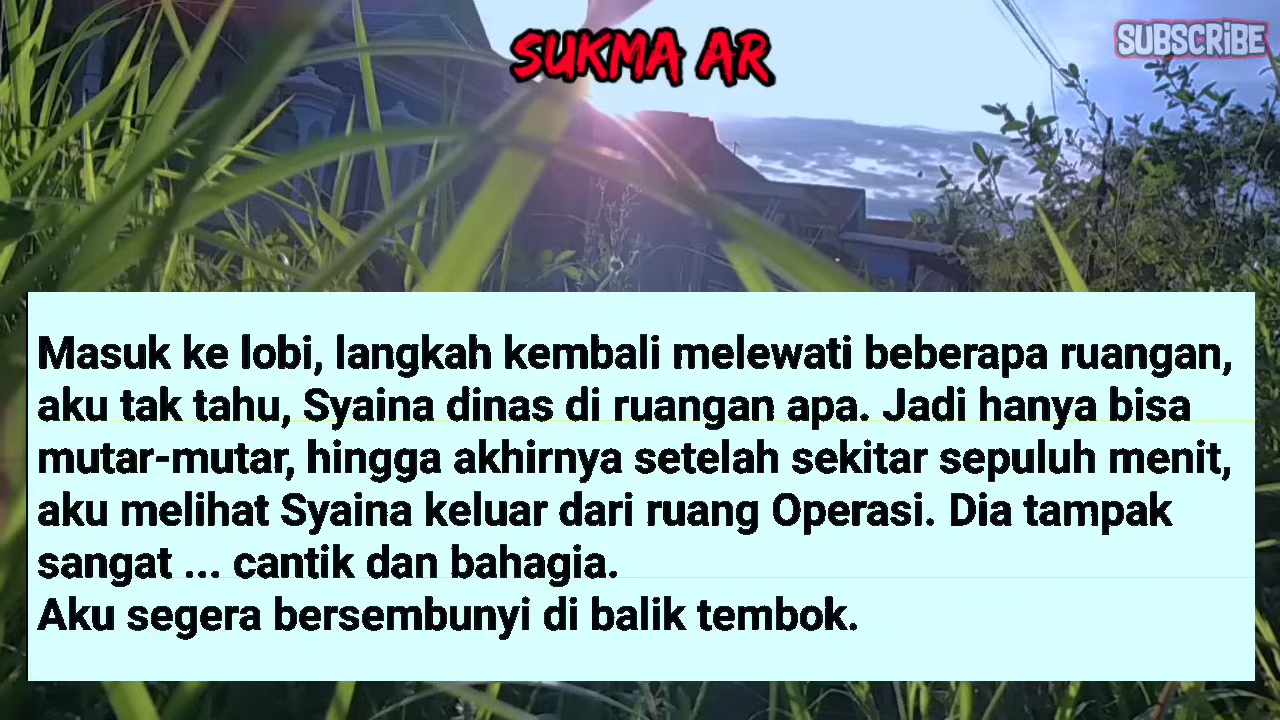 SUKMA AR
SUBSCRiBE
Masuk ke lobi, langkah kembali melewati beberapa ruangan,
aku tak tahu, Syaina dinas di ruangan apa. Jadi hanya bisa
mutar-mutar, hingga akhirnya setelah sekitar sepuluh menit,
aku melihat Syaina keluar dari ruang Operasi. Dia tampak
sangat ... cantik dan bahagia.
Aku segera bersembunyi di balik tembok.